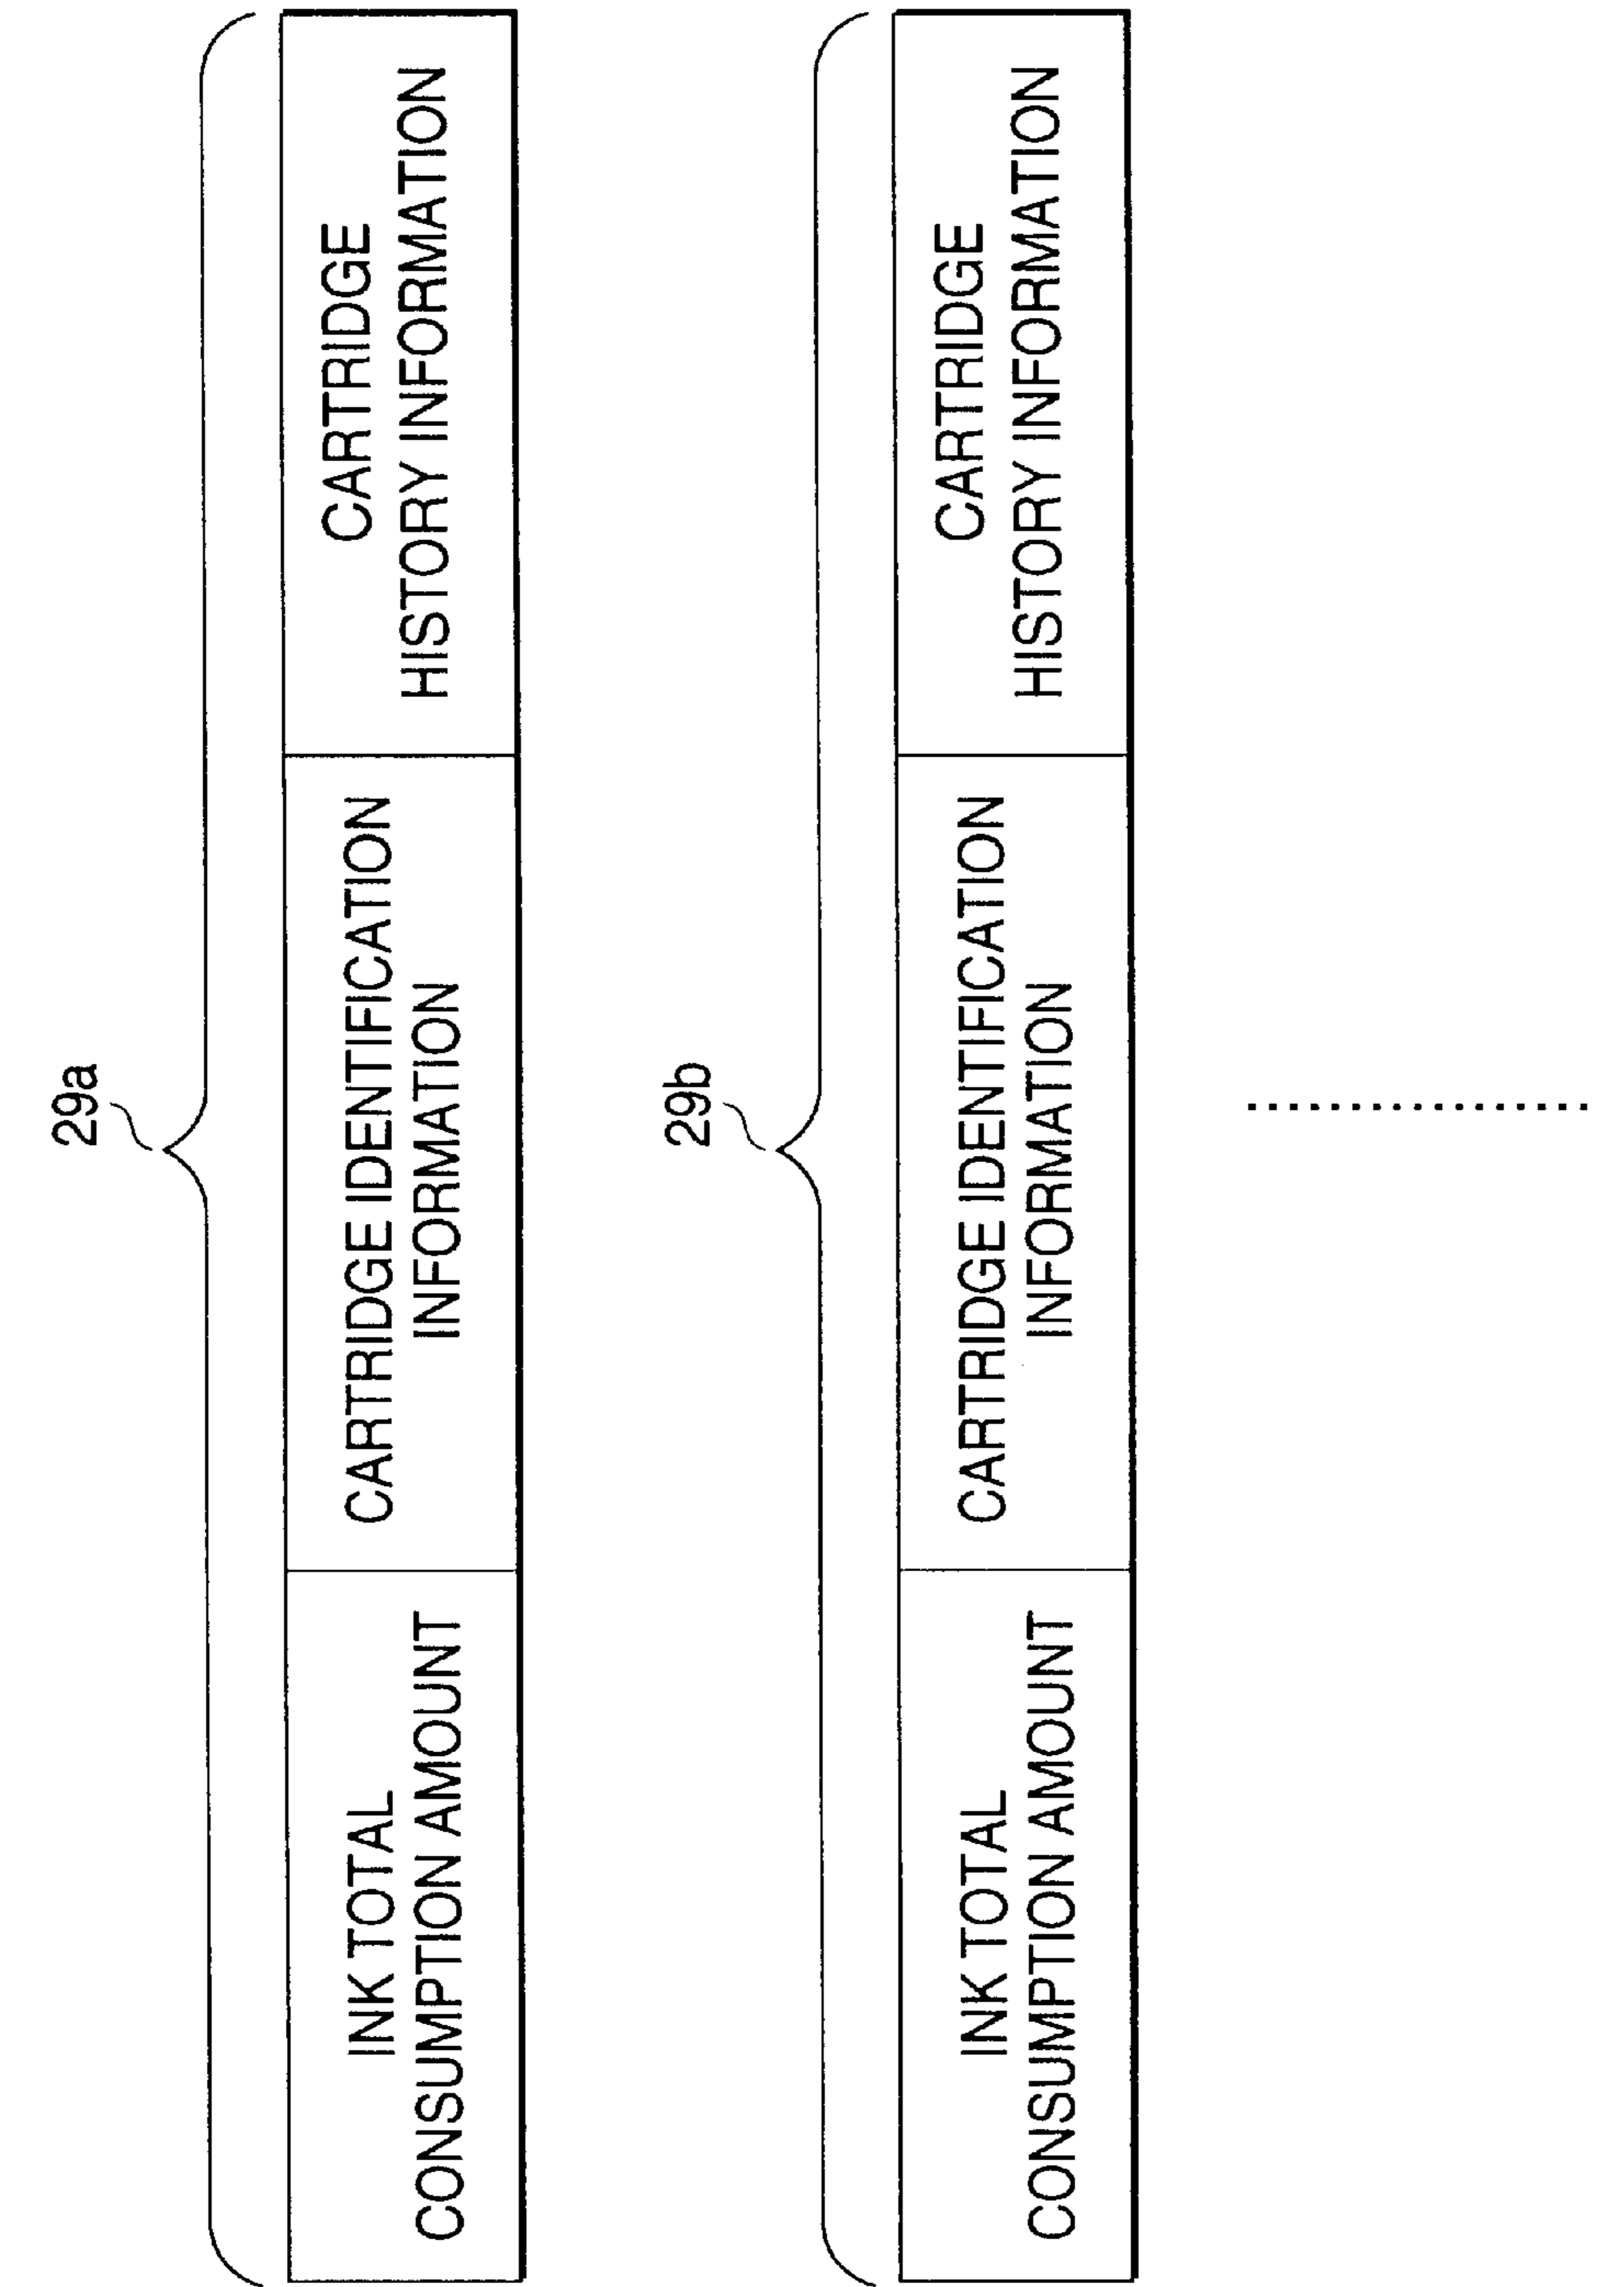 29a
INK TOTAL
CONSUMPTION AMOUNT
CARTRIDGE IDENTIFICATION
INFORMATION
CARTRIDGE
HISTORY INFORMATION
29b
INK TOTAL
CONSUMPTION AMOUNT
CARTRIDGE IDENTIFICATION
INFORMATION
CARTRIDGE
HISTORY INFORMATION